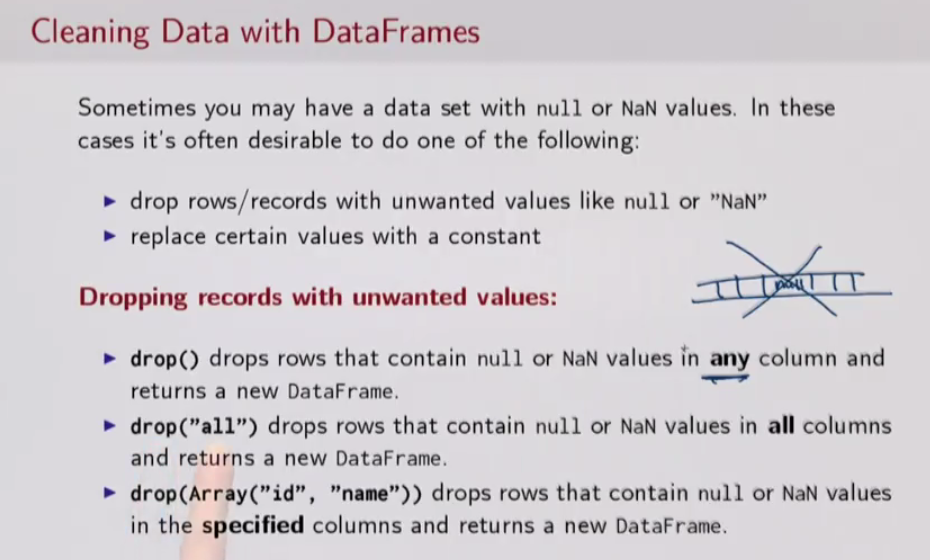 Cleaning Data with DataFrames
Sometimes you may have a data set with null or NaN values. In these
cases it's often desirable to do one of the following:
► drop rows/records with unwanted values like null or ”NaN”
► replace certain values with a constant
null
Dropping records with unwanted values:
► drop() drops rows that contain null or NaN values in any column and
returns a new DataFrame.
► drop(”all”) drops rows that contain null or NaN values in all columns
and returns a new DataFrame.
► drop(Array(”id”, ”name”)) drops rows that contain null or NaN values
in the specified columns and returns a new DataFrame.